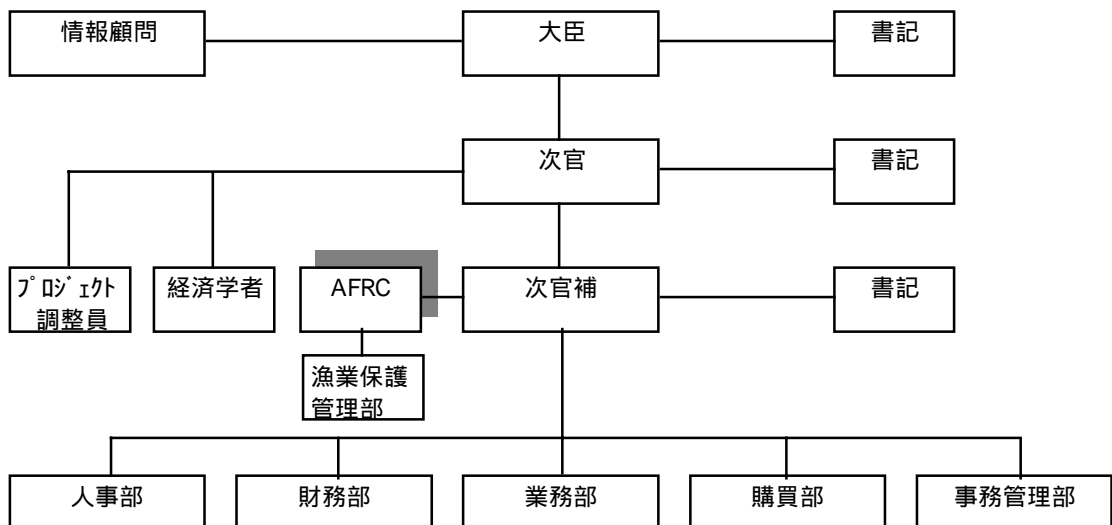 情報顧問
大臣
書記
次官
書記
ﾌﾟﾛｼﾞｪｸﾄ
調整員
経済学者
AFRC
次官補
書記
漁業保護
管理部
人事部
財務部
業務部
購買部
事務管理部